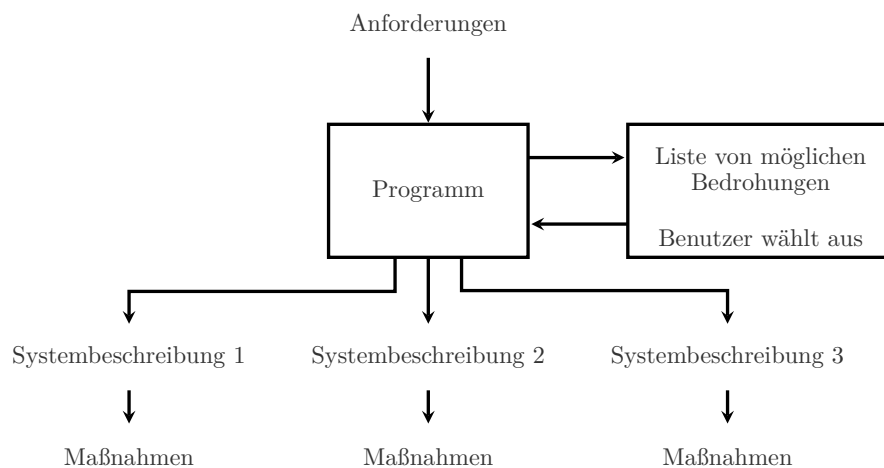 Anforderungen
Programm
Liste von möglichen
Bedrohungen
Benutzer wählt aus
Systembeschreibung 1
Systembeschreibung 2
Systembeschreibung 3
Maßnahmen
Maßnahmen
Maßnahmen